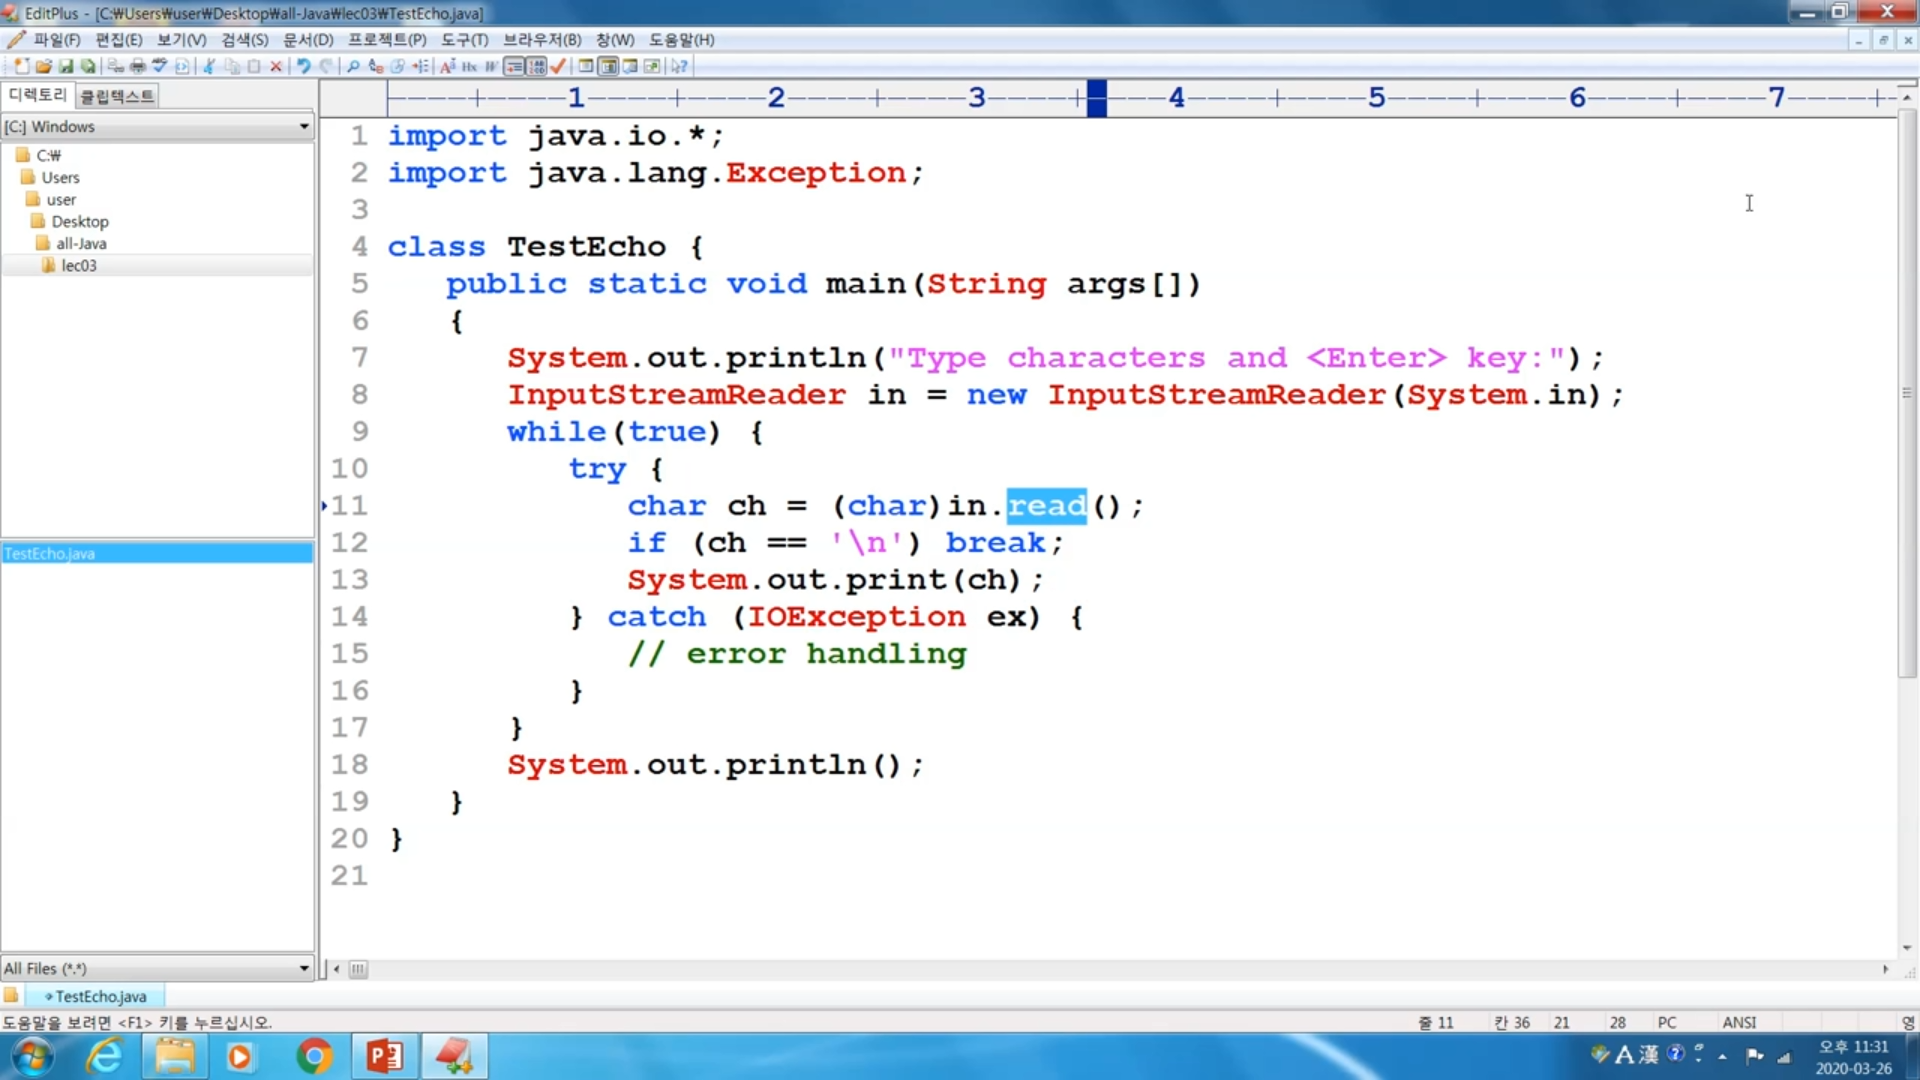 EditPlus - [C:₩Users₩user₩Desktop₩all-Java₩lec03₩TestEcho.java]
파일(F) 편집(E) 보기(V) 검색(S) 문서(D) 프로젝트(P) 도구(T) 브라우저(B) 창(W) 도움말(H)
디렉토리 클립텍스트
[C:] Windows
C:₩
Users
user
Desktop
all-Java
lec03
TestEcho.java
All Files (*.*)
----+----1----+----2----+----3----+----4----+----5----+----6----+----7----+-
1 import java.io.*;
2 import java.lang.Exception;
3
4 class TestEcho {
5    public static void main(String args[])
6    {
7       System.out.println("Type characters and <Enter> key:");
8       InputStreamReader in = new InputStreamReader(System.in);
9       while(true) {
10          try {
11             char ch = (char)in.read();
12             if (ch == '\n') break;
13             System.out.print(ch);
14          } catch (IOException ex) {
15             // error handling
16          }
17       }
18       System.out.println();
19    }
20 }
21
TestEcho.java
도움말을 보려면 <F1> 키를 누르십시오. 줄 11 칸 36 21 28 PC ANSI 영
A 漢 오후 11:31
2020-03-26